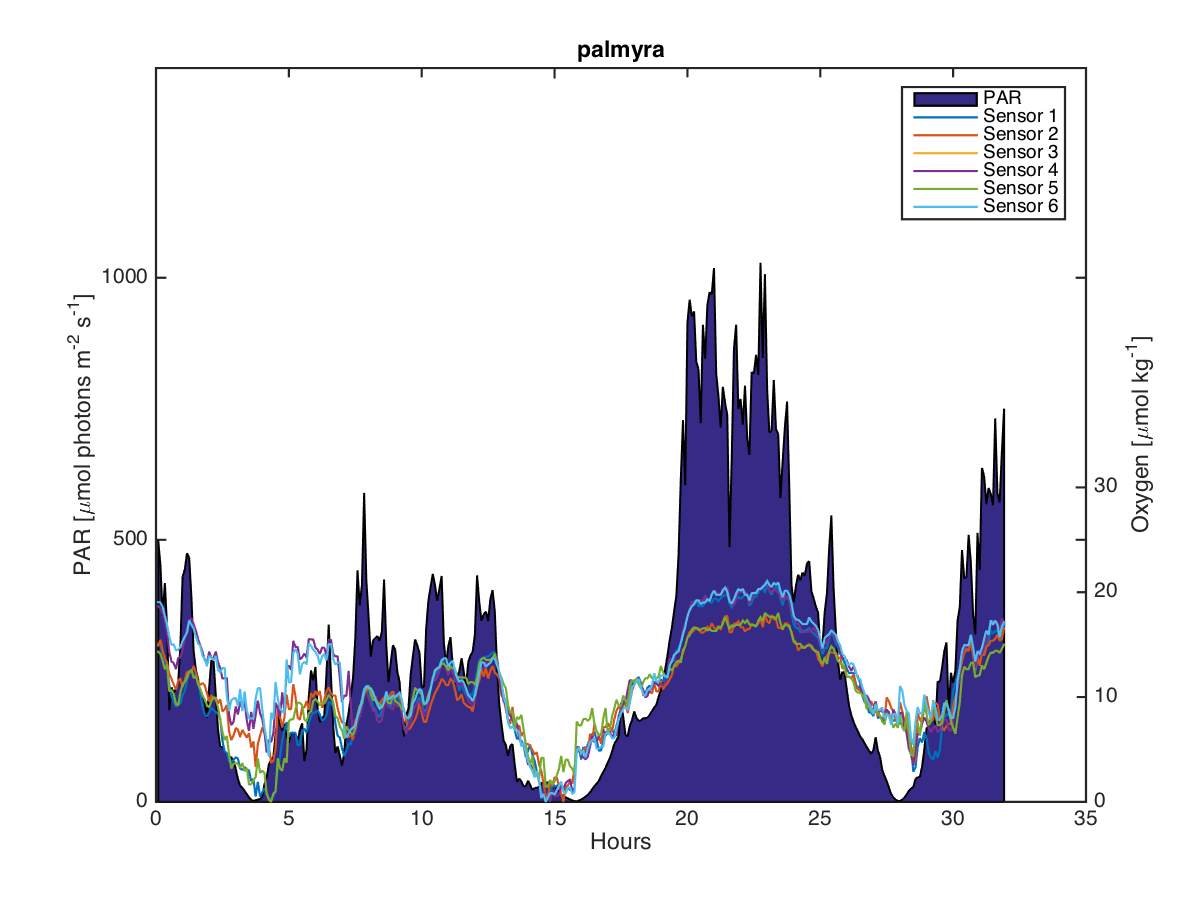 palmyra
PAR
Sensor 1
Sensor 2
Sensor 3
Sensor 4
Sensor 5
Sensor 6
1000
500
0
PAR [μmol photons m⁻² s⁻¹]
30
20
10
0
Oxygen [μmol kg⁻¹]
0 5 10 15 20 25 30 35
Hours